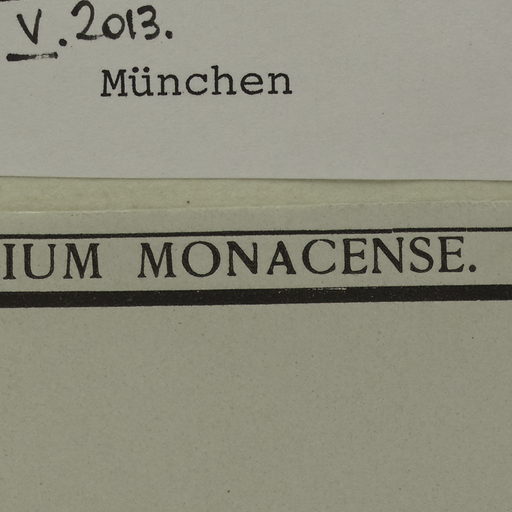 V.2013.
München
IUM MONACENSE.